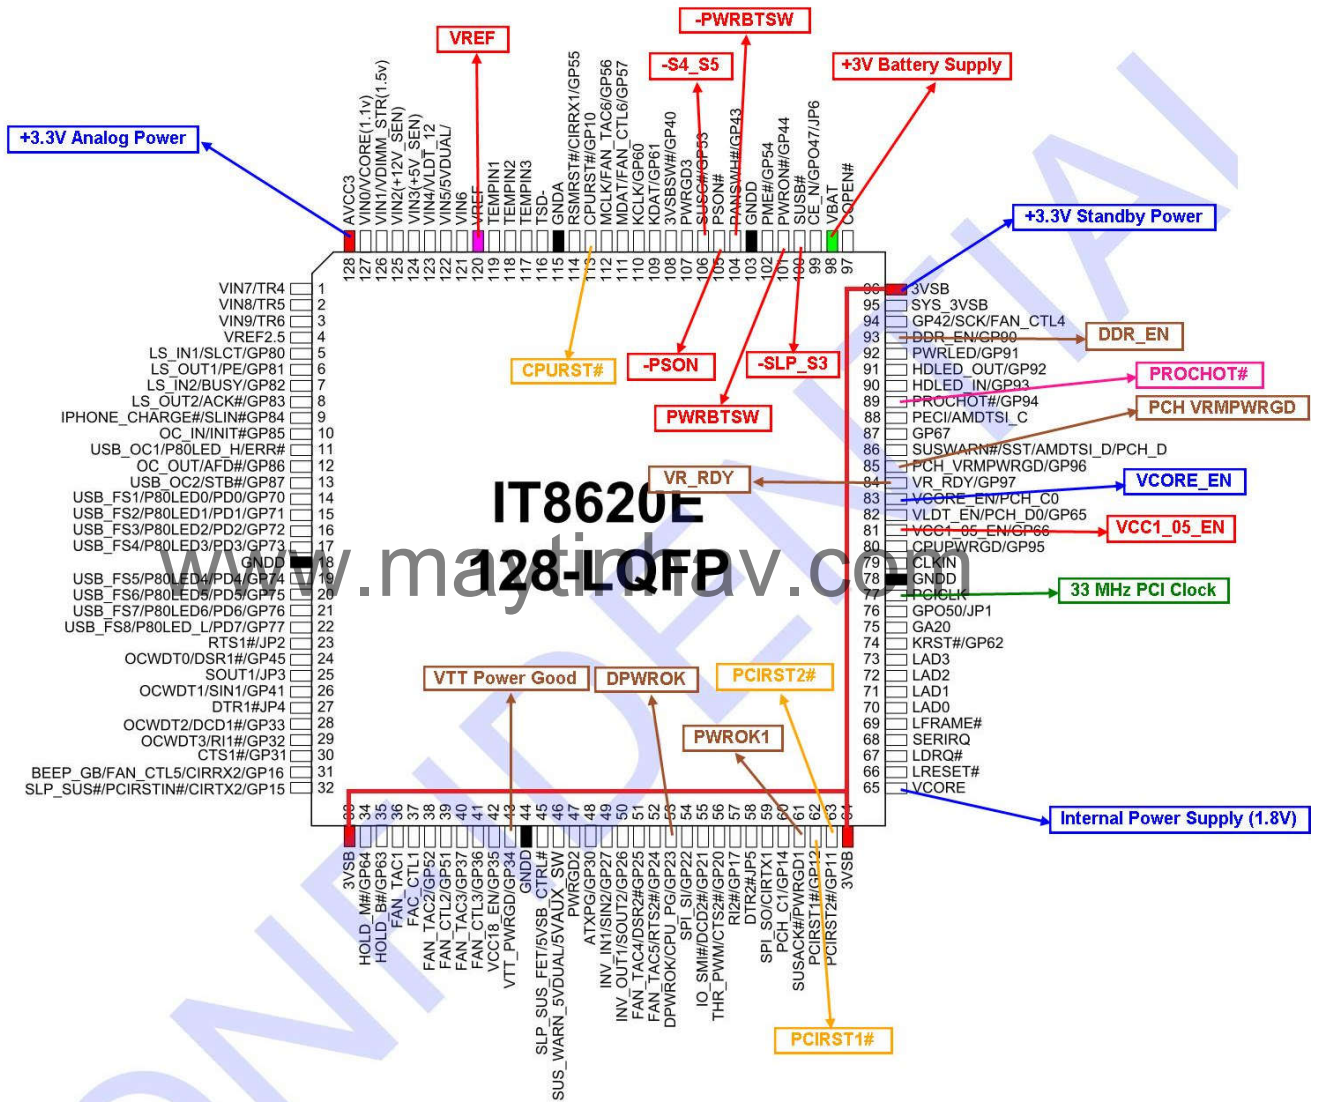 -PWRBTSW
VREF
-S4_S5
+3V Battery Supply
+3.3V Analog Power
+3.3V Standby Power
AVCC3
VIN0/VCORE(1.1v)
VIN1/VDIMM_STR(1.5v)
VIN2(+12V_SEN)
VIN3(+5V_SEN)
VIN4/VLDT_12
VIN5/5VDUAL/
VIN6
VREF
TEMPIN1
TEMPIN2
TEMPIN3
TSD-
GNDA
RSMRST#/CIRRX1/GP55
CPURST#/GP10
MCLK/FAN_TAC6/GP56
MDAT/FAN_CTL6/GP57
KCLK/GP60
KDAT/GP61
3VSBSW#/GP40
PWRGD3
SUSC#/GP53
PSON#
PANSWH#/GP43
GNDD
PME#/GP54
PWRON#/GP44
SUSB#
CE_N/GPO47/JP6
VBAT
COPEN#
128
127
126
125
124
123
122
121
120
119
118
117
116
115
114
113
112
111
110
109
108
107
106
105
104
103
102
101
100
99
98
97
VIN7/TR4 1
VIN8/TR5 2
VIN9/TR6 3
VREF2.5 4
LS_IN1/SLCT/GP80 5
LS_OUT1/PE/GP81 6
LS_IN2/BUSY/GP82 7
LS_OUT2/ACK#/GP83 8
IPHONE_CHARGE#/SLIN#GP84 9
OC_IN/INIT#GP85 10
USB_OC1/P80LED_H/ERR# 11
OC_OUT/AFD#/GP86 12
USB_OC2/STB#/GP87 13
USB_FS1/P80LED0/PD0/GP70 14
USB_FS2/P80LED1/PD1/GP71 15
USB_FS3/P80LED2/PD2/GP72 16
USB_FS4/P80LED3/PD3/GP73 17
GNDD 18
USB_FS5/P80LED4/PD4/GP74 19
USB_FS6/P80LED5/PD5/GP75 20
USB_FS7/P80LED6/PD6/GP76 21
USB_FS8/P80LED_L/PD7/GP77 22
RTS1#/JP2 23
OCWDT0/DSR1#/GP45 24
SOUT1/JP3 25
OCWDT1/SIN1/GP41 26
DTR1#JP4 27
OCWDT2/DCD1#/GP33 28
OCWDT3/RI1#/GP32 29
CTS1#/GP31 30
BEEP_GB/FAN_CTL5/CIRRX2/GP16 31
SLP_SUS#/PCIRSTIN#/CIRTX2/GP15 32
CPURST#
-PSON
-SLP_S3
PWRBTSW
VR_RDY
IT8620E
128-LQFP
www.maytinhav.com
VTT Power Good
DPWROK
PCIRST2#
PWROK1
96 3VSB
95 SYS_3VSB
94 GP42/SCK/FAN_CTL4
93 DDR_EN/GP90
92 PWRLED/GP91
91 HDLED_OUT/GP92
90 HDLED_IN/GP93
89 PROCHOT#/GP94
88 PECI/AMDTSI_C
87 GP67
86 SUSWARN#/SST/AMDTSI_D/PCH_D
85 PCH_VRMPWRGD/GP96
84 VR_RDY/GP97
83 VCORE_EN/PCH_C0
82 VLDT_EN/PCH_D0/GP65
81 VCC1_05_EN/GP66
80 CPUPWRGD/GP95
79 CLKIN
78 GNDD
77 PCICLK
76 GPO50/JP1
75 GA20
74 KRST#/GP62
73 LAD3
72 LAD2
71 LAD1
70 LAD0
69 LFRAME#
68 SERIRQ
67 LDRQ#
66 LRESET#
65 VCORE
DDR_EN
PROCHOT#
PCH VRMPWRGD
VCORE_EN
VCC1_05_EN
33 MHz PCI Clock
Internal Power Supply (1.8V)
33
34
35
36
37
38
39
40
41
42
43
44
45
46
47
48
49
50
51
52
53
54
55
56
57
58
59
60
61
62
63
64
3VSB
HOLD_M#/GP64
HOLD_B#/GP63
FAN_TAC1
FAC_CTL1
FAN_TAC2/GP52
FAN_CTL2/GP51
FAN_TAC3/GP37
FAN_CTL3/GP36
VCC18_EN/GP35
VTT_PWRGD/GP34
GNDD
SLP_SUS_FET/5VSB_CTRL#
SUS_WARN_5VDUAL/5VAUX_SW
PWRGD2
ATXPG/GP30
INV_IN1/SIN2/GP27
INV_OUT1/SOUT2/GP26
FAN_TAC4/DSR2#GP25
FAN_TAC5/RTS2#/GP24
DPWROK/CPU_PG/GP23
SPI_SI/GP22
IO_SMI#/DCD2#/GP21
THR_PWM/CTS2#/GP20
RI2#/GP17
DTR2#JP5
SPI_SO/CIRTX1
PCH_C1/GP14
SUSACK#/PWRGD1
PCIRST1#/GP12
PCIRST2#/GP11
3VSB
PCIRST1#
ONFIDENTIAL